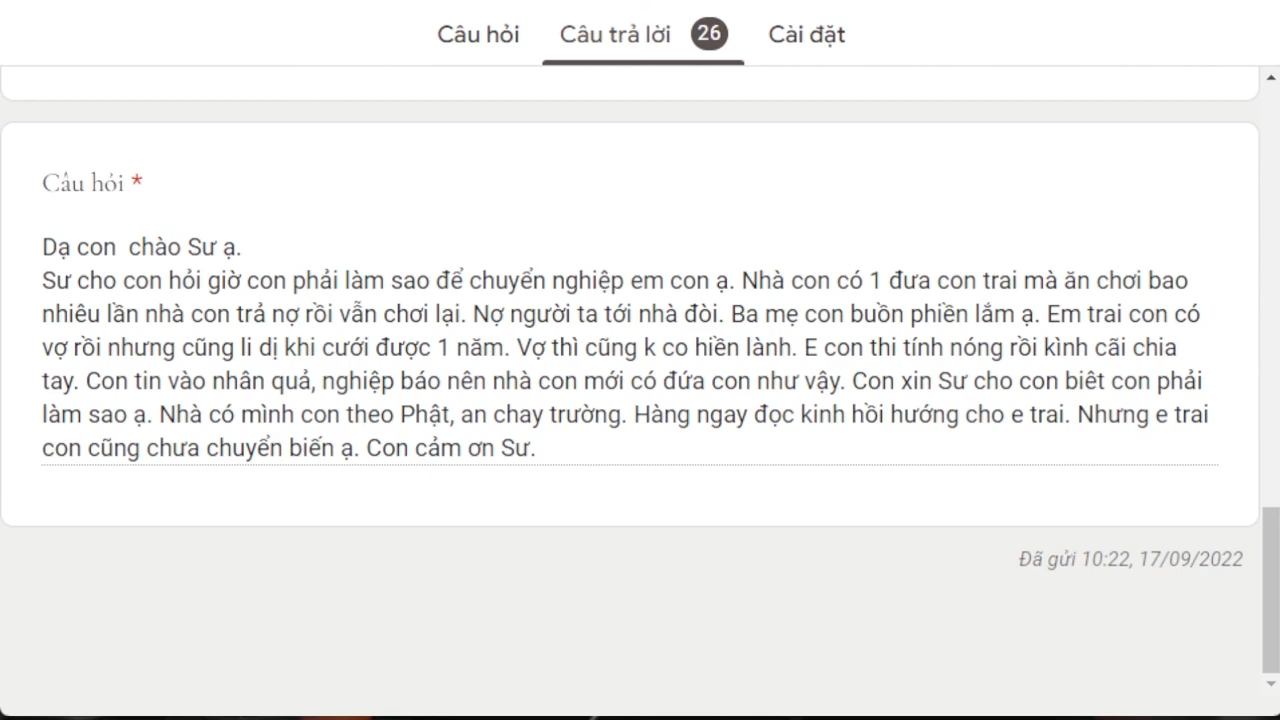 Câu hỏi Câu trả lời 26 Cài đặt
Câu hỏi *
Dạ con chào Sư ạ.
Sư cho con hỏi giờ con phải làm sao để chuyển nghiệp em con ạ. Nhà con có 1 đưa con trai mà ăn chơi bao
nhiêu lần nhà con trả nợ rồi vẫn chơi lại. Nợ người ta tới nhà đòi. Ba mẹ con buồn phiền lắm ạ. Em trai con có
vợ rồi nhưng cũng li dị khi cưới được 1 năm. Vợ thì cũng k co hiền lành. E con thi tính nóng rồi kình cãi chia
tay. Con tin vào nhân quả, nghiệp báo nên nhà con mới có đứa con như vậy. Con xin Sư cho con biêt con phải
làm sao ạ. Nhà có mình con theo Phật, an chay trường. Hàng ngay đọc kinh hồi hướng cho e trai. Nhưng e trai
con cũng chưa chuyển biến ạ. Con cảm ơn Sư.
Đã gửi 10:22, 17/09/2022